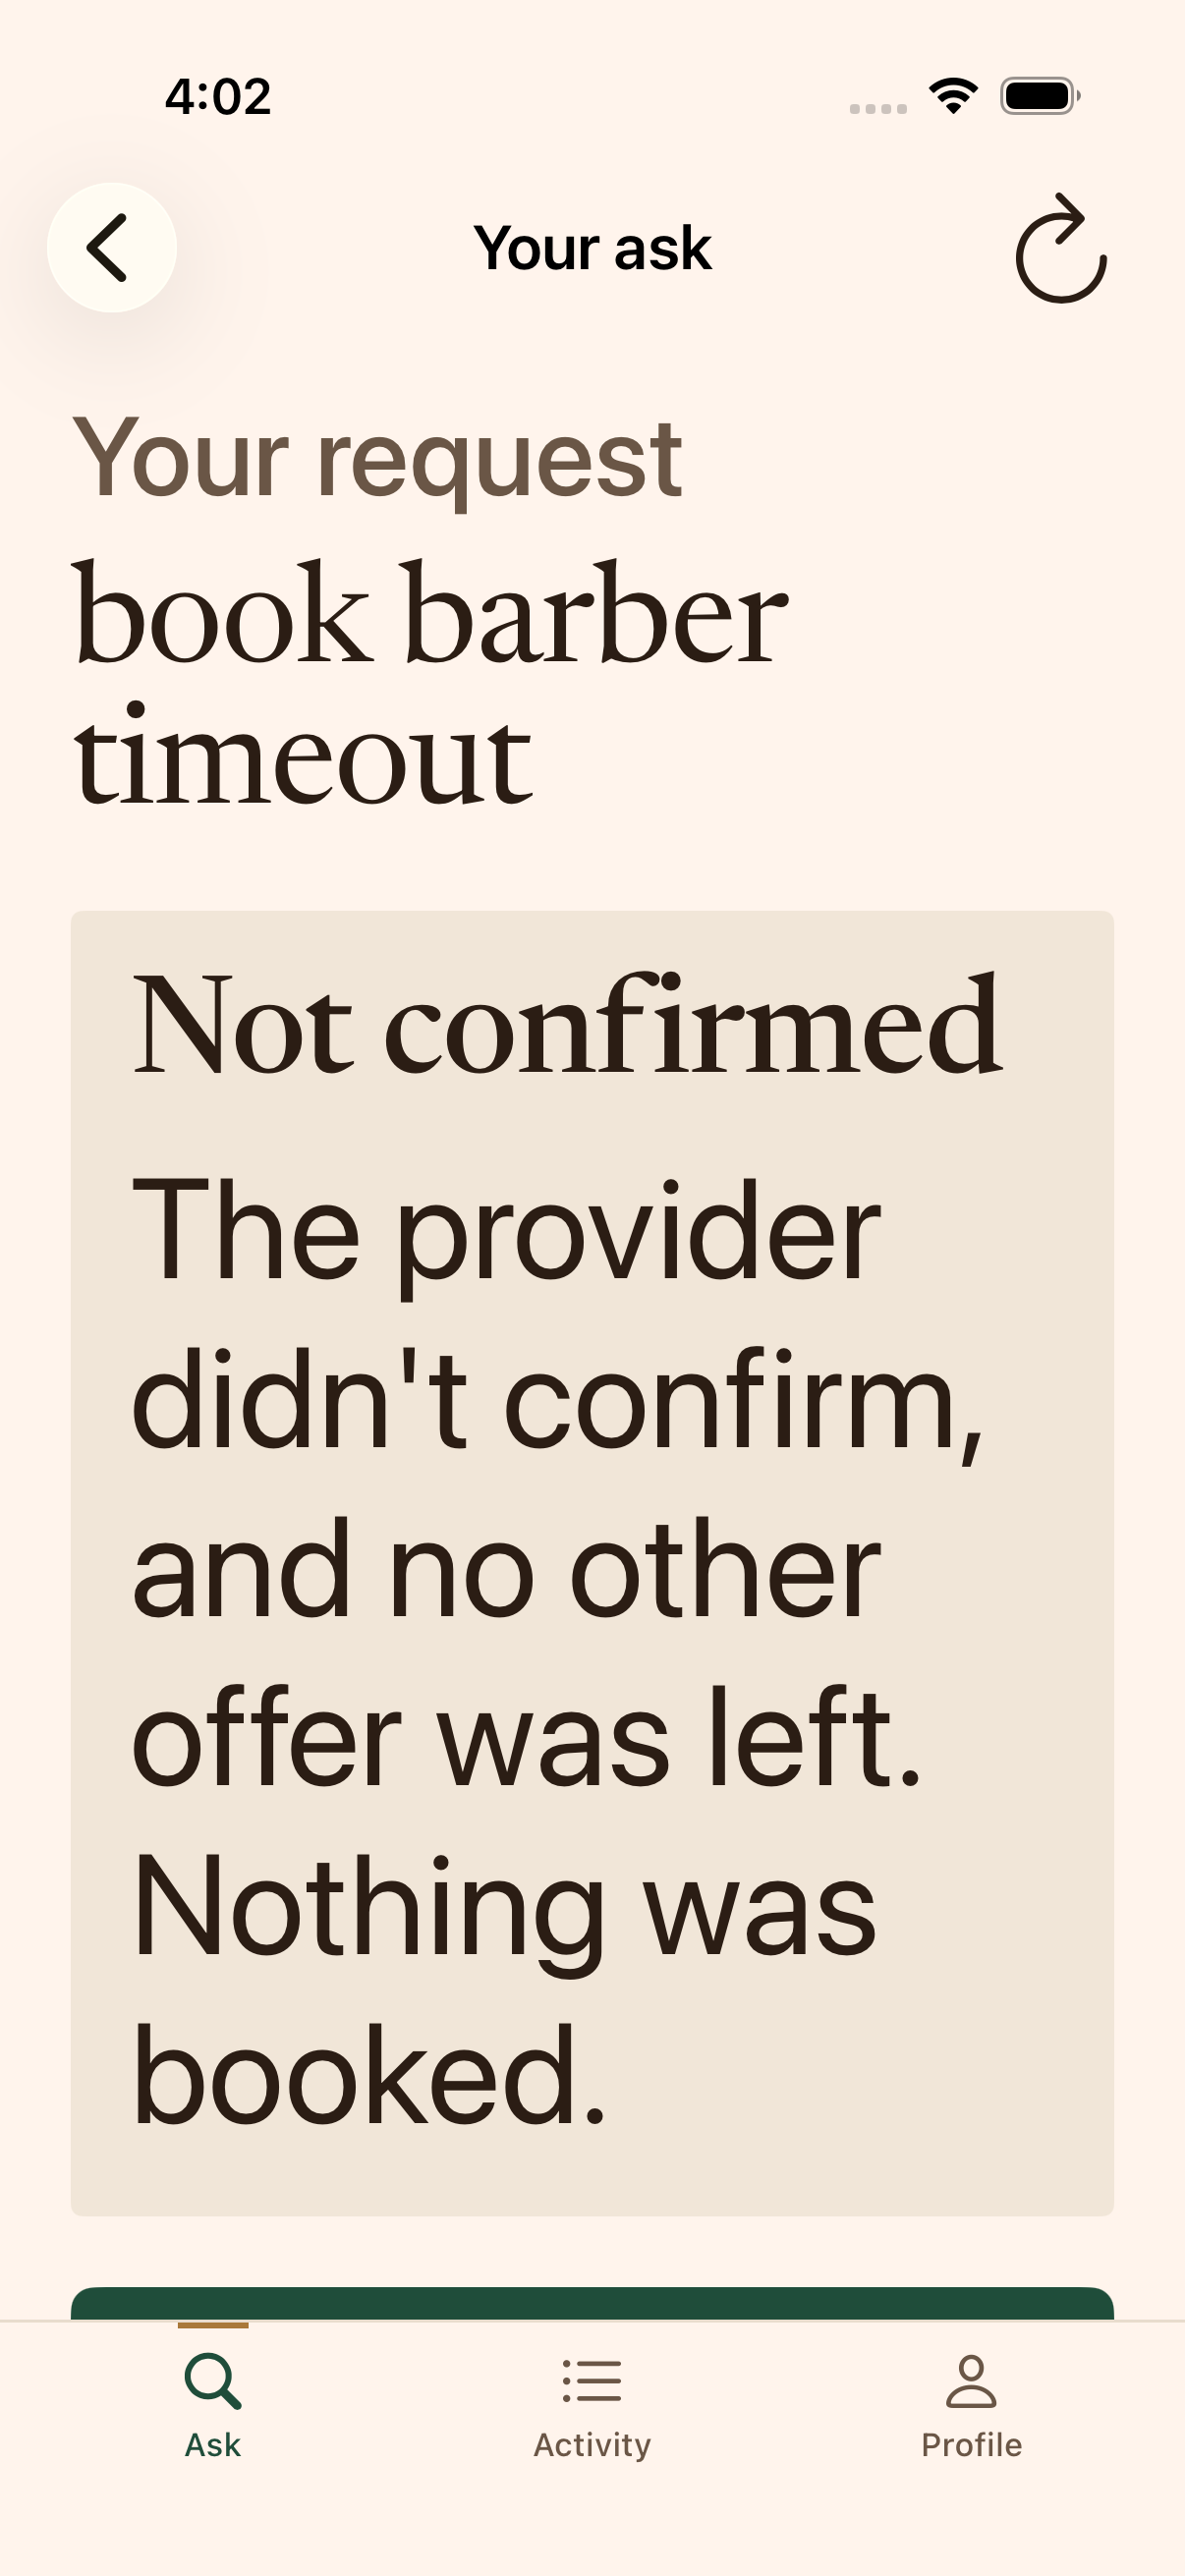 4:02
Your ask
Your request
book barber
timeout
Not confirmed
The provider
didn't confirm,
and no other
offer was left.
Nothing was
booked.
Ask
Activity
Profile